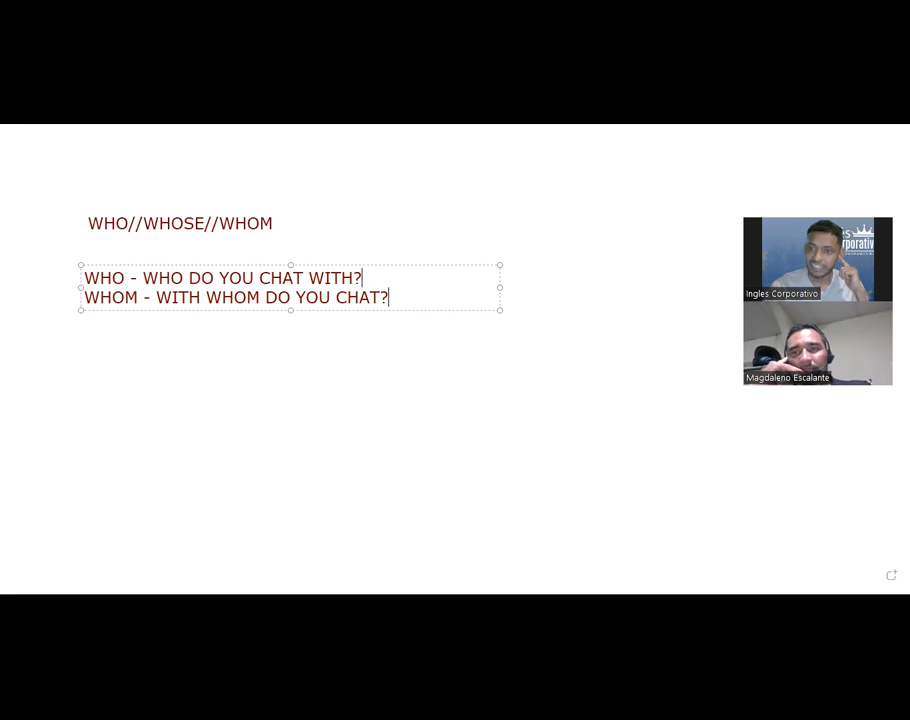 WHO//WHOSE//WHOM
WHO - WHO DO YOU CHAT WITH?
WHOM - WITH WHOM DO YOU CHAT?
Ingles Corporativo
Magdaleno Escalante